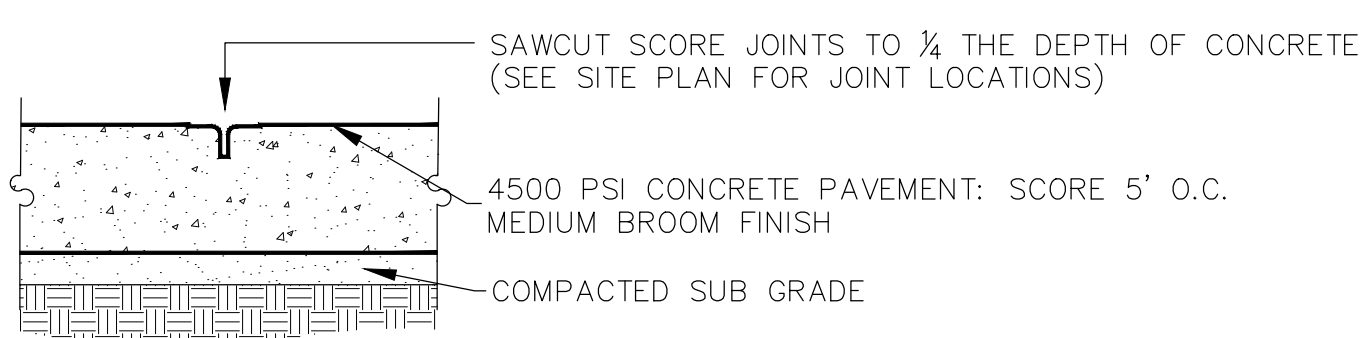 SAWCUT SCORE JOINTS TO ¼ THE DEPTH OF CONCRETE
(SEE SITE PLAN FOR JOINT LOCATIONS)
4500 PSI CONCRETE PAVEMENT: SCORE 5' O.C.
MEDIUM BROOM FINISH
COMPACTED SUB GRADE